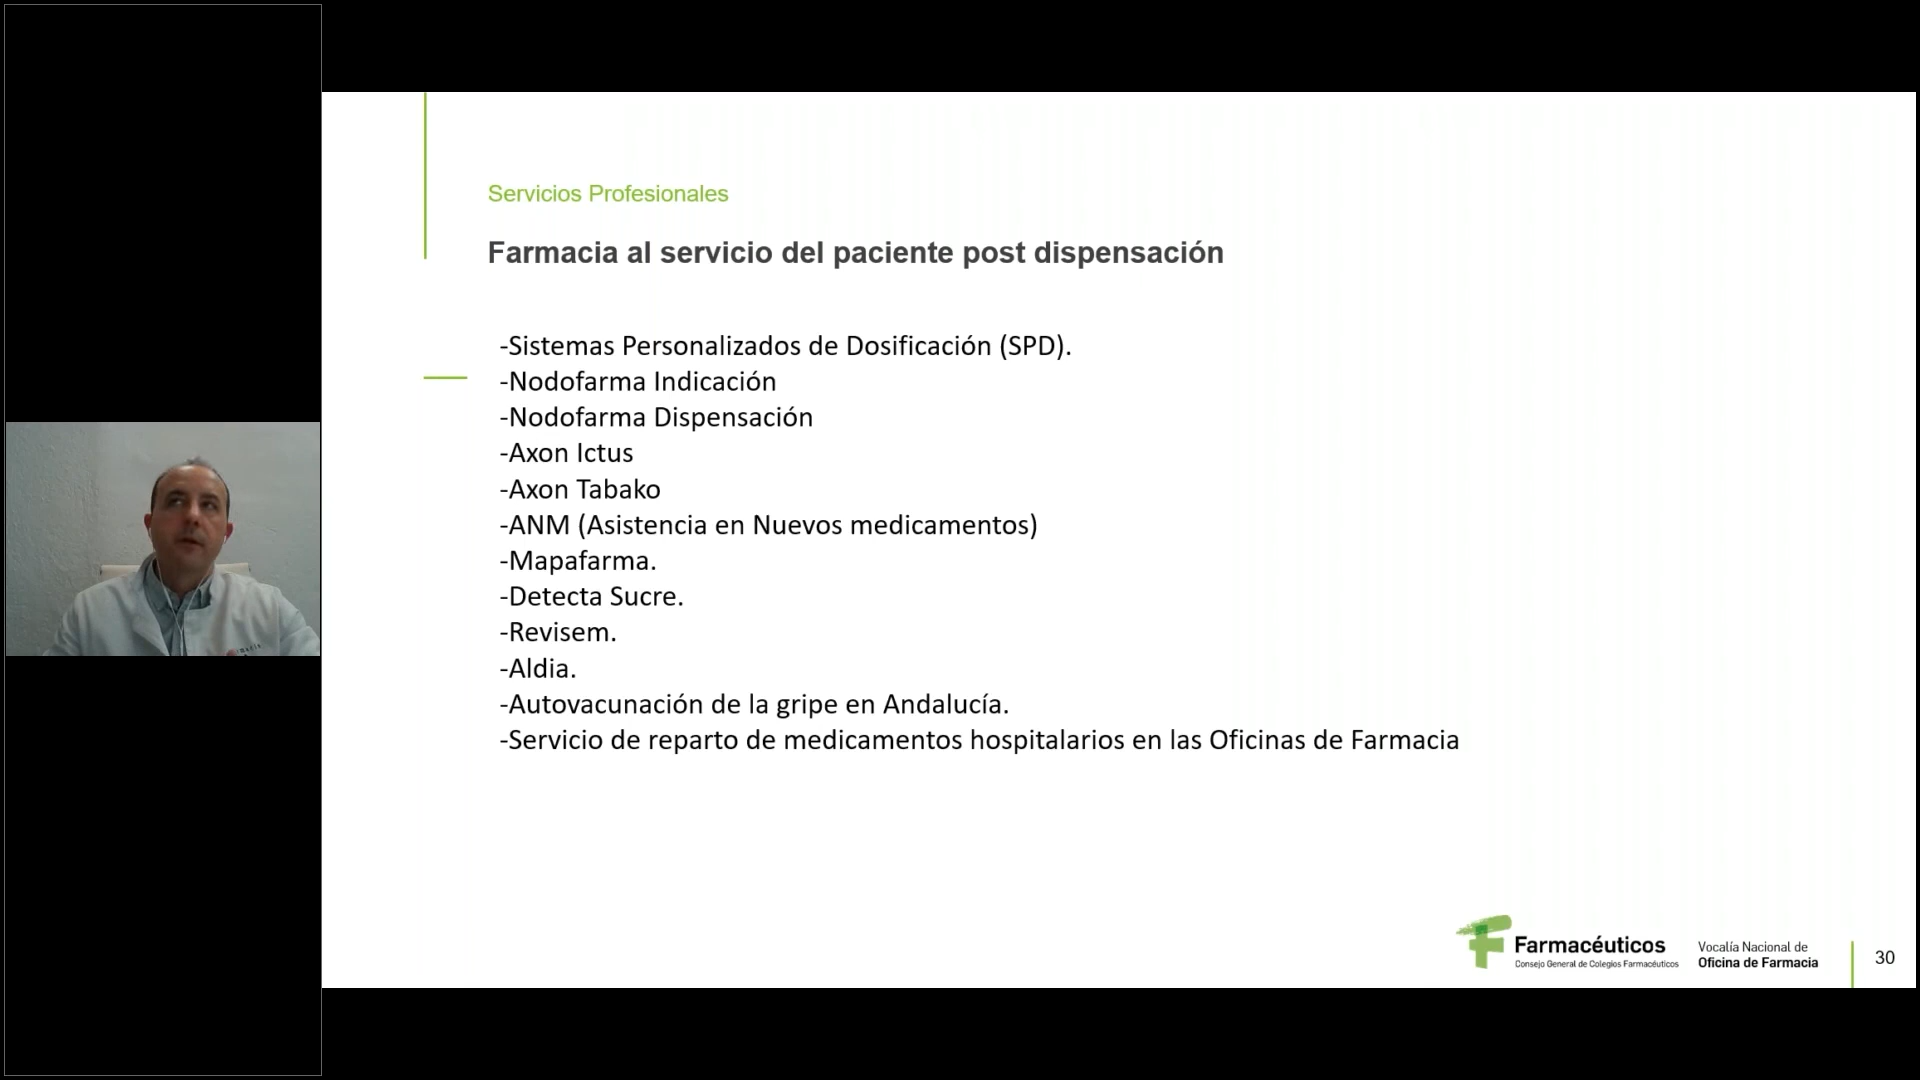 Servicios Profesionales
Farmacia al servicio del paciente post dispensación
-Sistemas Personalizados de Dosificación (SPD).
-Nodofarma Indicación
-Nodofarma Dispensación
-Axon Ictus
-Axon Tabako
-ANM (Asistencia en Nuevos medicamentos)
-Mapafarma.
-Detecta Sucre.
-Revisem.
-Aldia.
-Autovacunación de la gripe en Andalucía.
-Servicio de reparto de medicamentos hospitalarios en las Oficinas de Farmacia
Farmacéuticos
Consejo General de Colegios Farmacéuticos
Vocalía Nacional de
Oficina de Farmacia
30